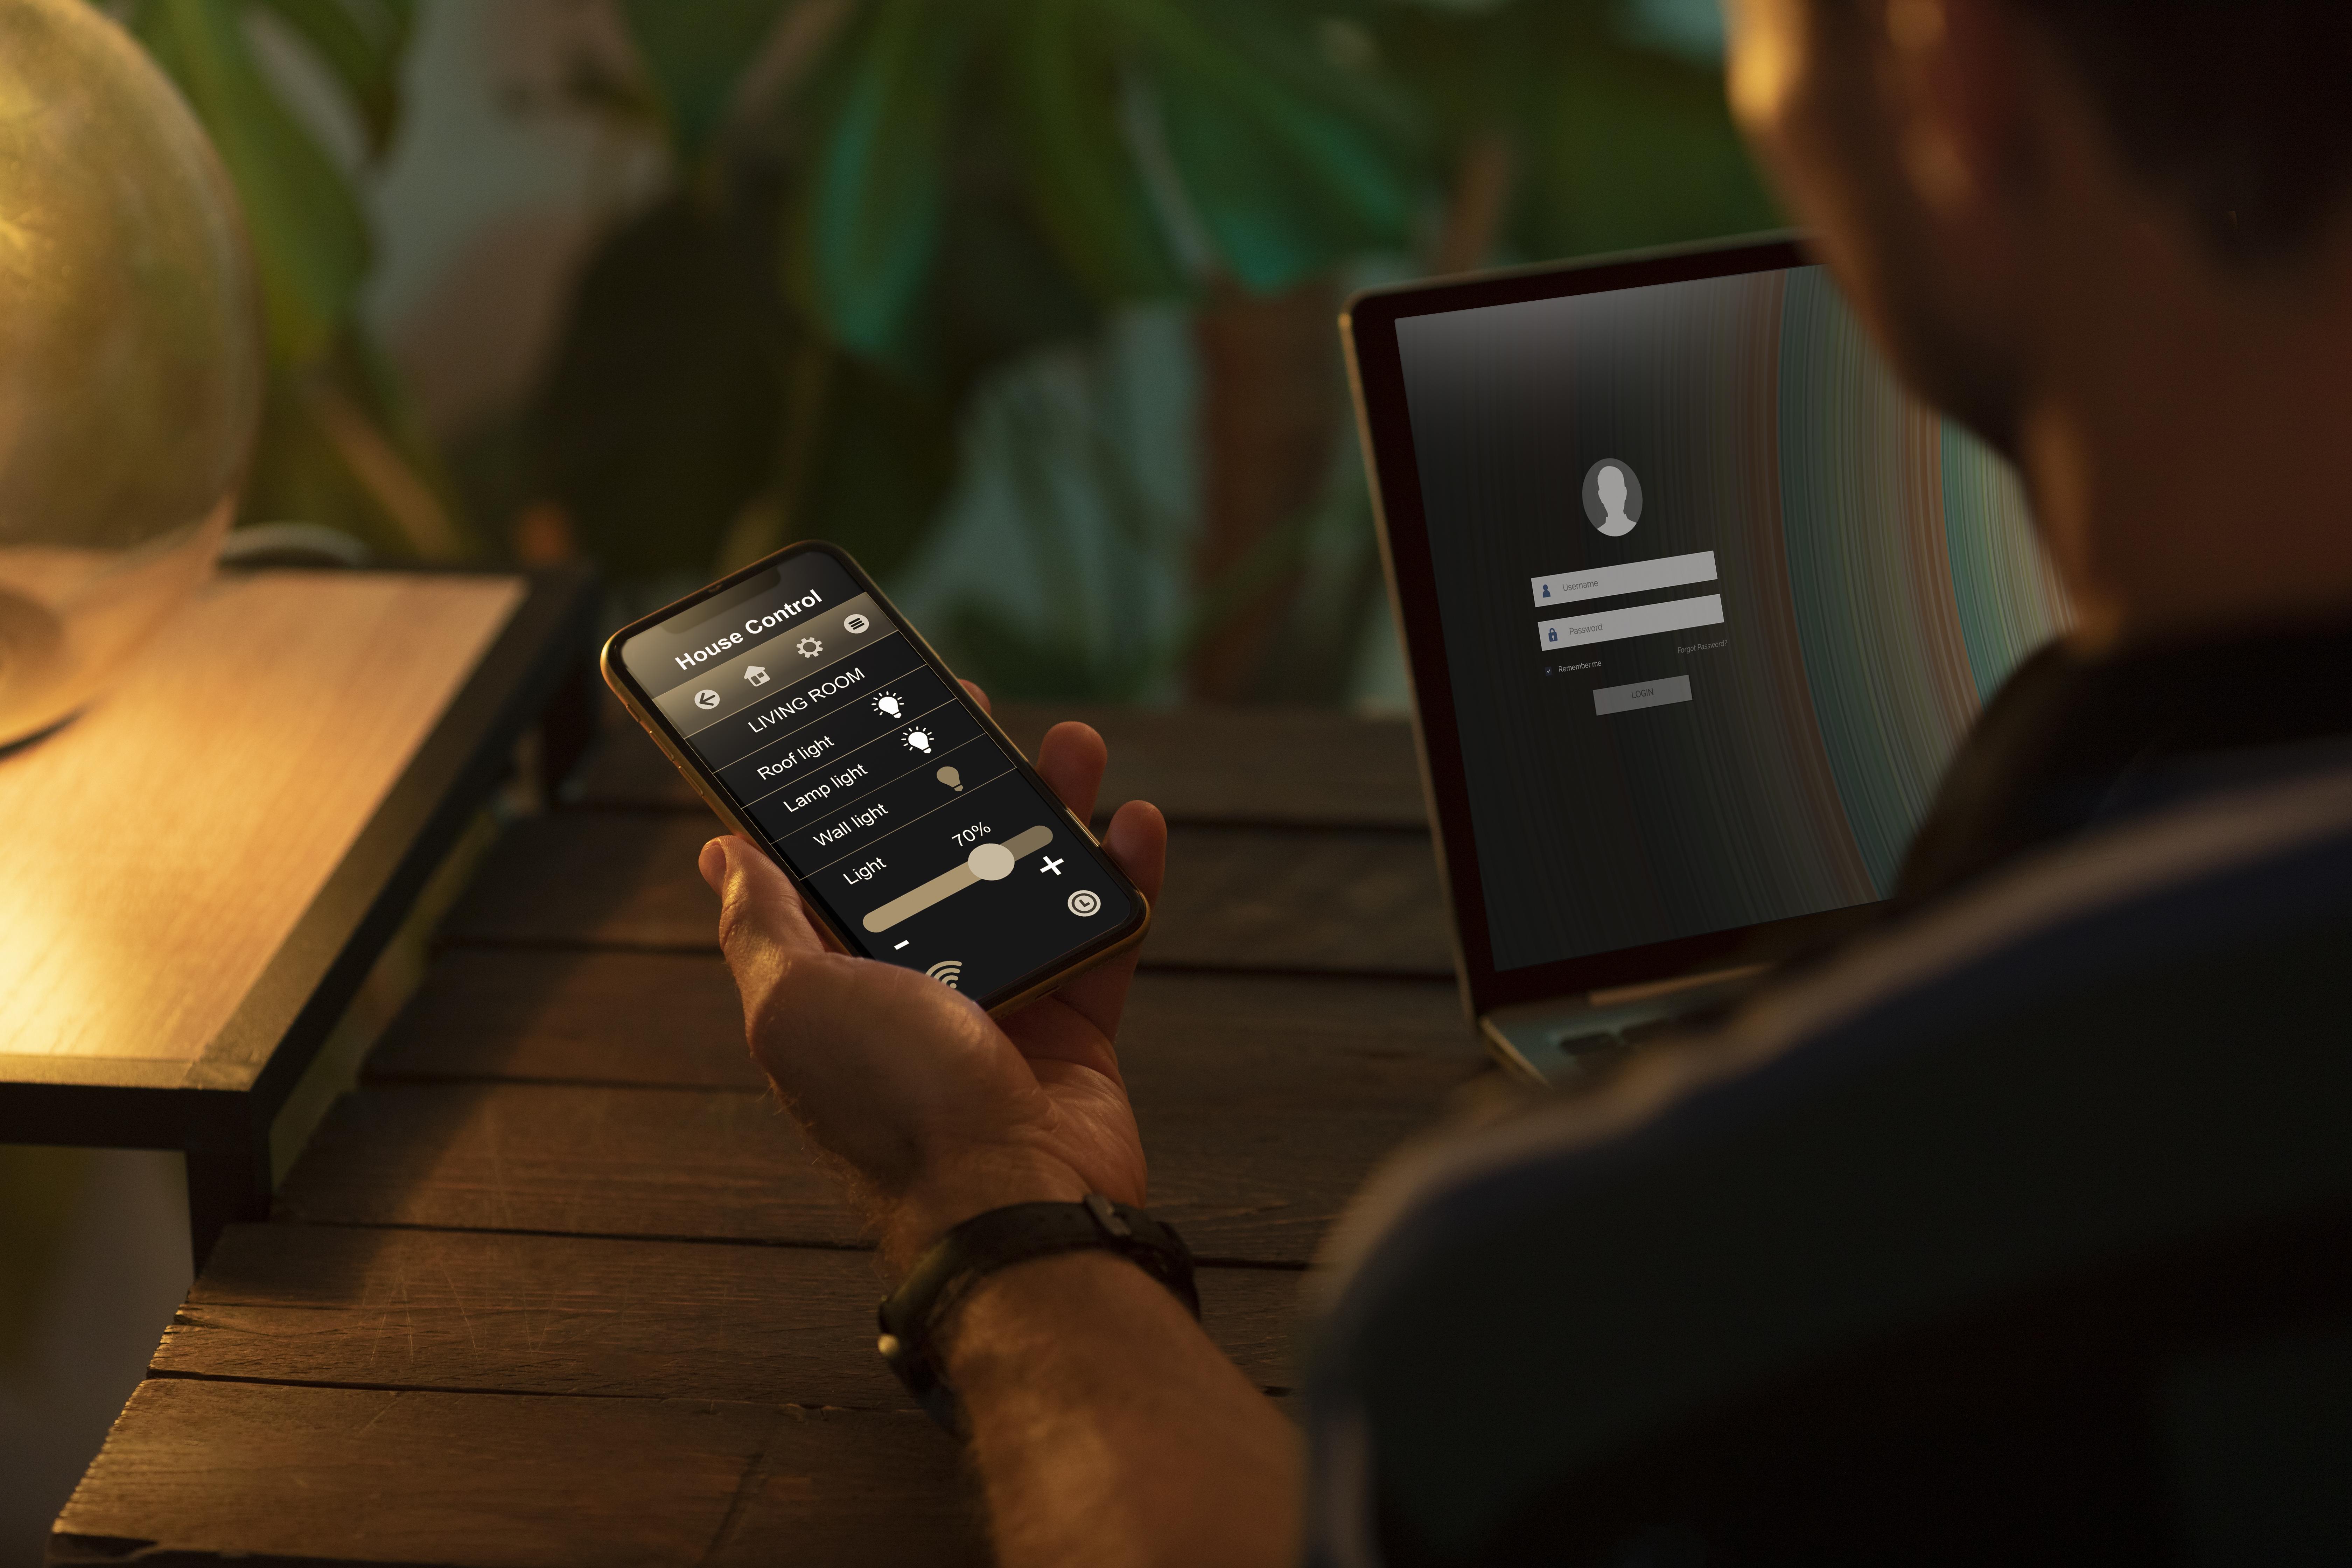 House Control
LIVING ROOM
Roof light
Lamp light
Wall light
70%
Light
+
-
Username
Password
Remember me
Forgot Password?
LOGIN